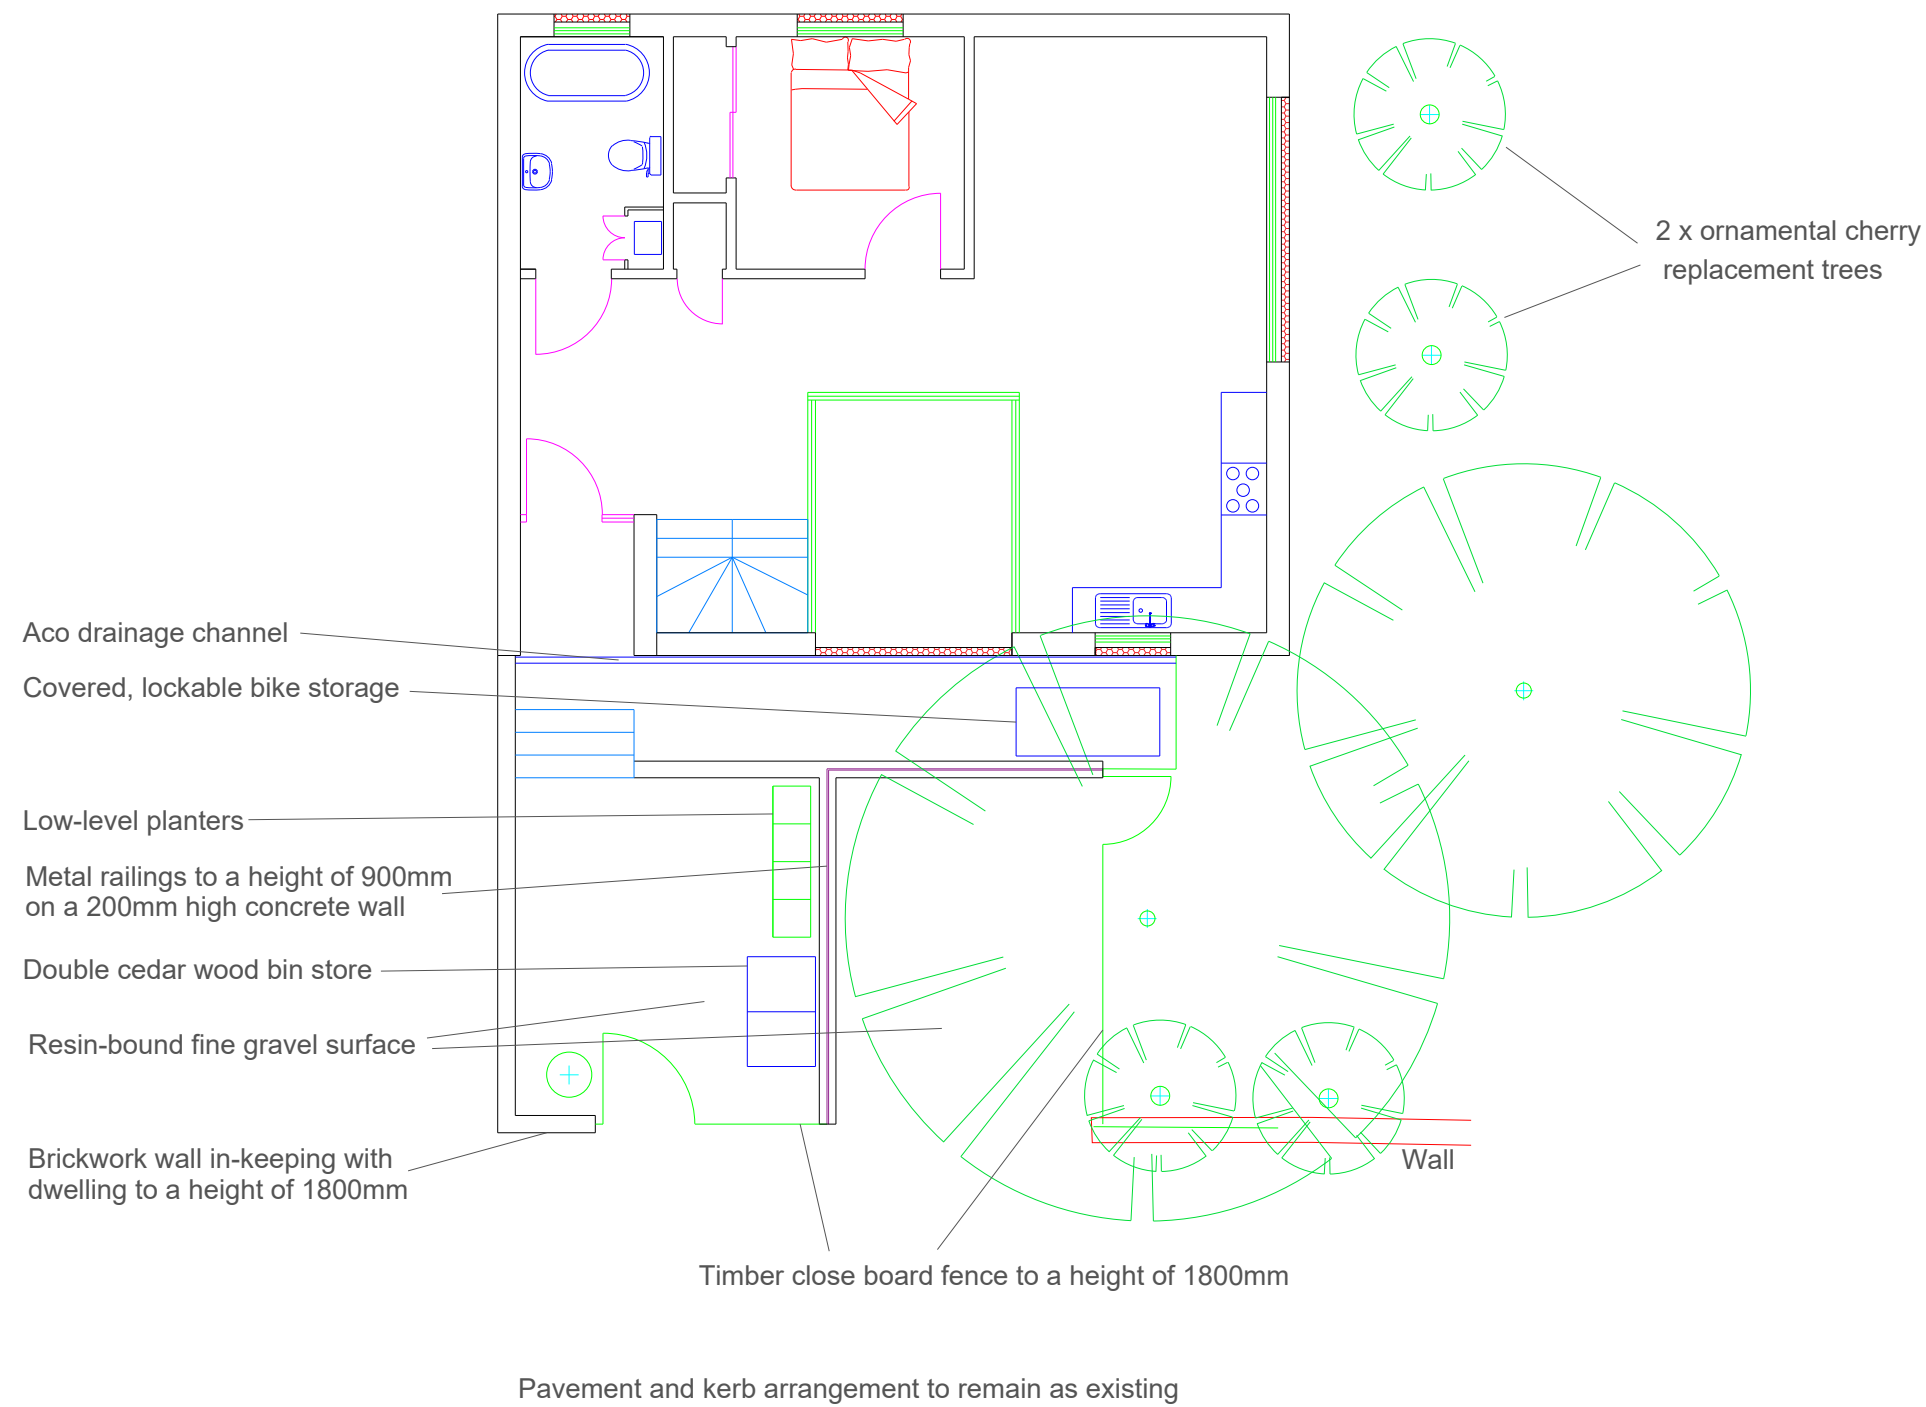 2 x ornamental cherry
replacement trees
Aco drainage channel
Covered, lockable bike storage
Low-level planters
Metal railings to a height of 900mm
on a 200mm high concrete wall
Double cedar wood bin store
Resin-bound fine gravel surface
Brickwork wall in-keeping with
dwelling to a height of 1800mm
Wall
Timber close board fence to a height of 1800mm
Pavement and kerb arrangement to remain as existing